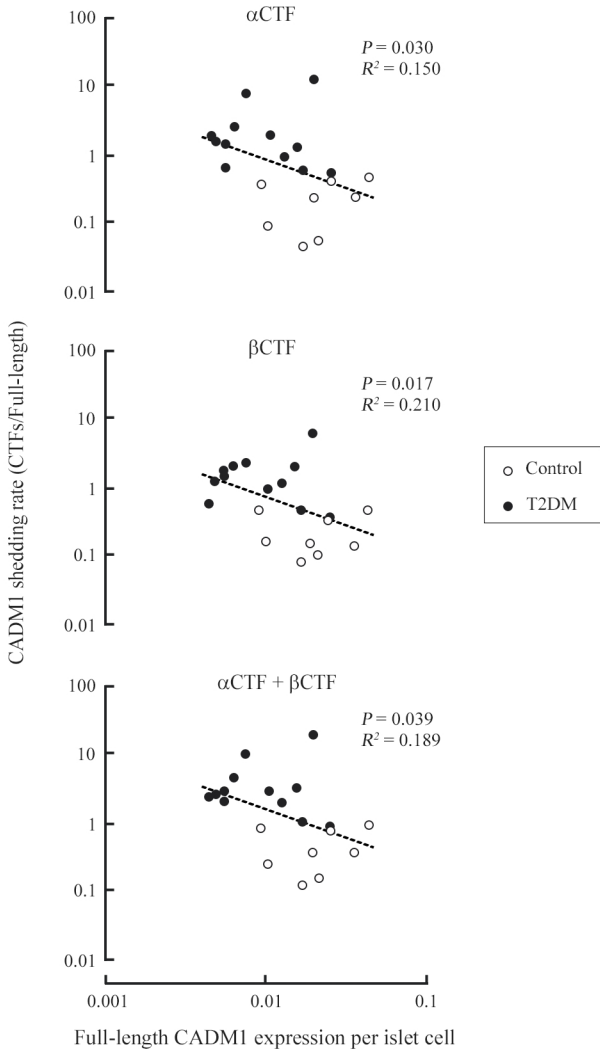 αCTF
100
10
1
0.1
0.01
P = 0.030
R² = 0.150
βCTF
100
10
1
0.1
0.01
P = 0.017
R² = 0.210
CADM1 shedding rate (CTFs/Full-length)
Control
T2DM
αCTF + βCTF
100
10
1
0.1
0.01
P = 0.039
R² = 0.189
0.001 0.01 0.1
Full-length CADM1 expression per islet cell